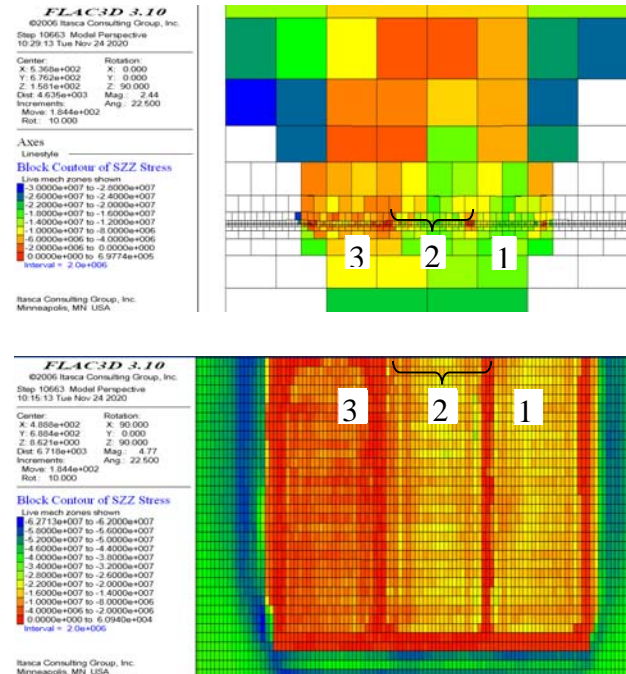 FLAC3D 3.10
©2006 Itasca Consulting Group, Inc.
Step 10663 Model Perspective
10:29:13 Tue Nov 24 2020
Center: Rotation:
X: 5.368e+002 X: 0.000
Y: 6.762e+002 Y: 0.000
Z: 1.581e+002 Z: 90.000
Dist: 4.635e+003 Mag.: 2.44
Increments: Ang.: 22.500
Move: 1.844e+002
Rot.: 10.000
Axes
Linestyle
Block Contour of SZZ Stress
Live mech zones shown
-3.0000e+007 to -2.8000e+007
-2.6000e+007 to -2.4000e+007
-2.2000e+007 to -2.0000e+007
-1.8000e+007 to -1.6000e+007
-1.4000e+007 to -1.2000e+007
-1.0000e+007 to -8.0000e+006
-6.0000e+006 to -4.0000e+006
-2.0000e+006 to 0.0000e+000
0.0000e+000 to 6.9774e+005
Interval = 2.0e+006
Itasca Consulting Group, Inc.
Minneapolis, MN USA
3 2 1
FLAC3D 3.10
©2006 Itasca Consulting Group, Inc.
Step 10663 Model Perspective
10:15:13 Tue Nov 24 2020
Center: Rotation:
X: 4.888e+002 X: 90.000
Y: 6.884e+002 Y: 0.000
Z: 8.621e+000 Z: 90.000
Dist: 6.718e+003 Mag.: 4.77
Increments: Ang.: 22.500
Move: 1.844e+002
Rot.: 10.000
Block Contour of SZZ Stress
Live mech zones shown
-6.2713e+007 to -6.2000e+007
-5.8000e+007 to -5.6000e+007
-5.2000e+007 to -5.0000e+007
-4.6000e+007 to -4.4000e+007
-4.0000e+007 to -3.8000e+007
-3.4000e+007 to -3.2000e+007
-2.8000e+007 to -2.6000e+007
-2.2000e+007 to -2.0000e+007
-1.6000e+007 to -1.4000e+007
-1.0000e+007 to -8.0000e+006
-4.0000e+006 to -2.0000e+006
0.0000e+000 to 6.0940e+004
Interval = 2.0e+006
Itasca Consulting Group, Inc.
Minneapolis, MN USA
3 2 1